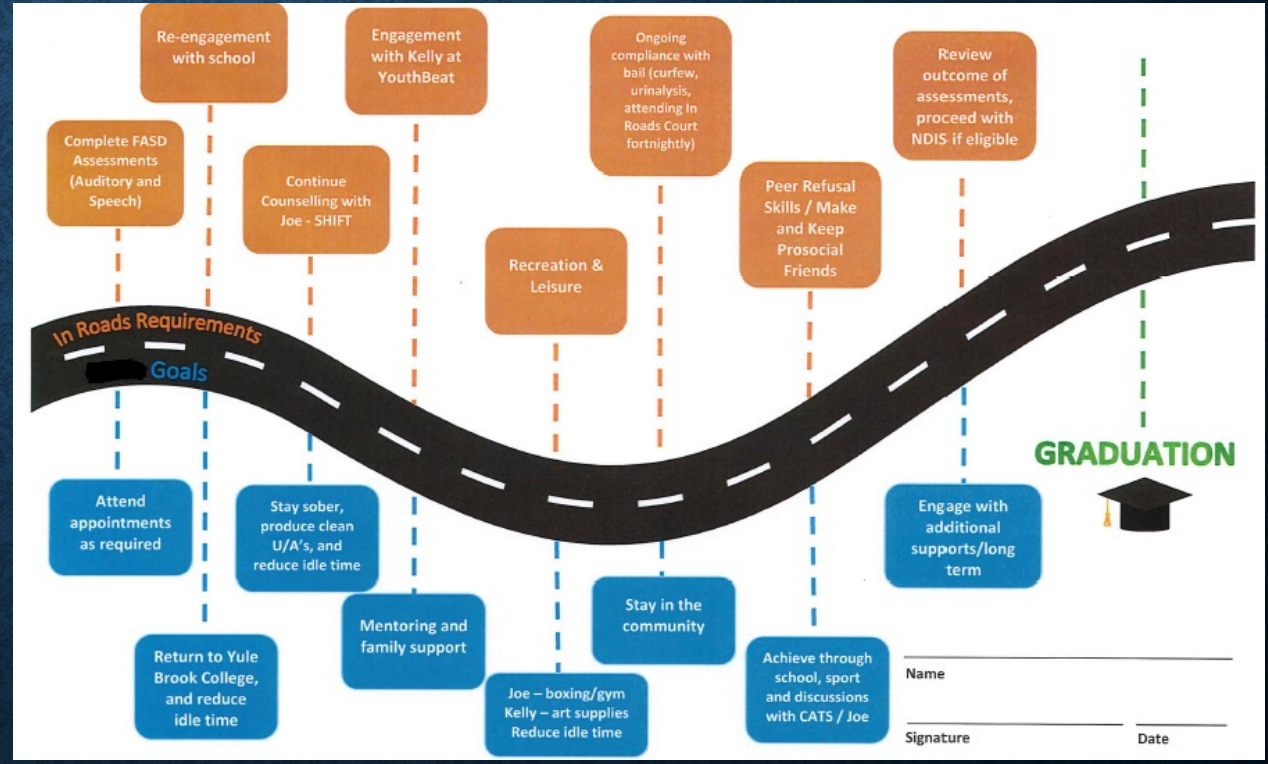 Re-engagement
with school
Engagement
with Kelly at
YouthBeat
Ongoing
compliance with
bail (curfew,
urinalysis,
attending In
Roads Court
fortnightly)
Review
outcome of
assessments,
proceed with
NDIS if eligible
Complete FASD
Assessments
(Auditory and
Speech)
Continue
Counselling with
Joe - SHIFT
Peer Refusal
Skills / Make
and Keep
Prosocial
Friends
Recreation &
Leisure
In Roads Requirements
Goals
GRADUATION
Attend
appointments
as required
Stay sober,
produce clean
U/A's, and
reduce idle time
Engage with
additional
supports/long
term
Mentoring and
family support
Stay in the
community
Return to Yule
Brook College,
and reduce
idle time
Joe – boxing/gym
Kelly – art supplies
Reduce idle time
Achieve through
school, sport
and discussions
with CATS / Joe
Name
Signature
Date